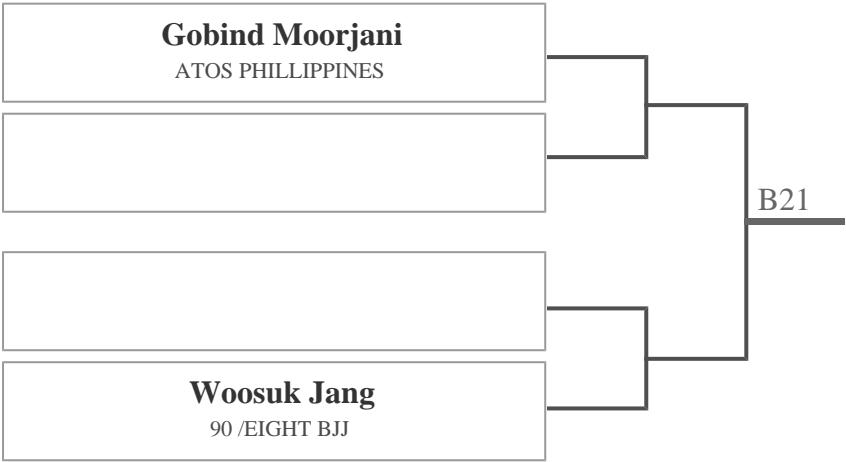 Gobind Moorjani
ATOS PHILLIPPINES
B21
Woosuk Jang
90 /EIGHT BJJ